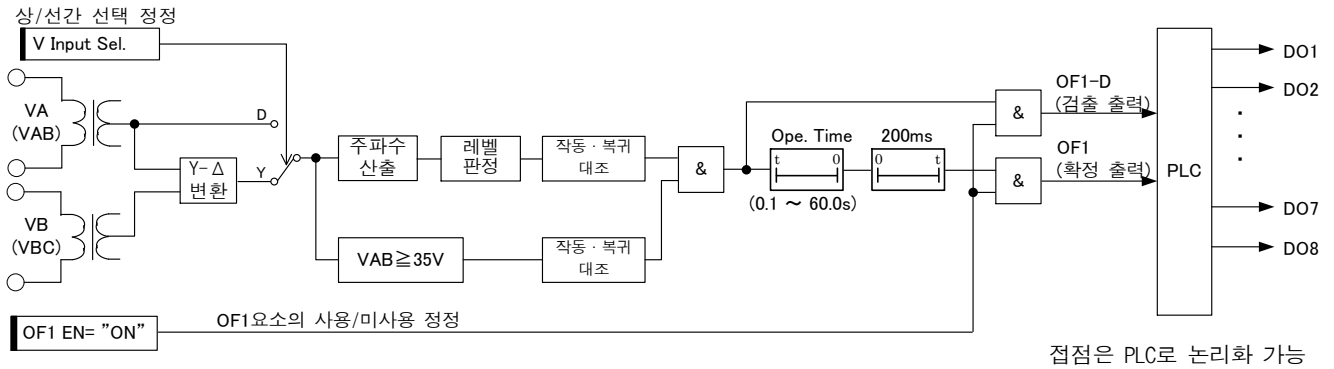 상/선간 선택 정정
V Input Sel.
VA
(VAB)
D
Y-Δ
변환
Y
VB
(VBC)
주파수
산출
레벨
판정
작동·복귀
대조
VAB≧35V
작동·복귀
대조
&
Ope. Time
t 0
(0.1 ～ 60.0s)
200ms
0 t
&
OF1-D
(검출 출력)
&
OF1
(확정 출력)
PLC
DO1
DO2
DO7
DO8
OF1 EN= ”ON”
OF1요소의 사용/미사용 정정
접점은 PLC로 논리화 가능